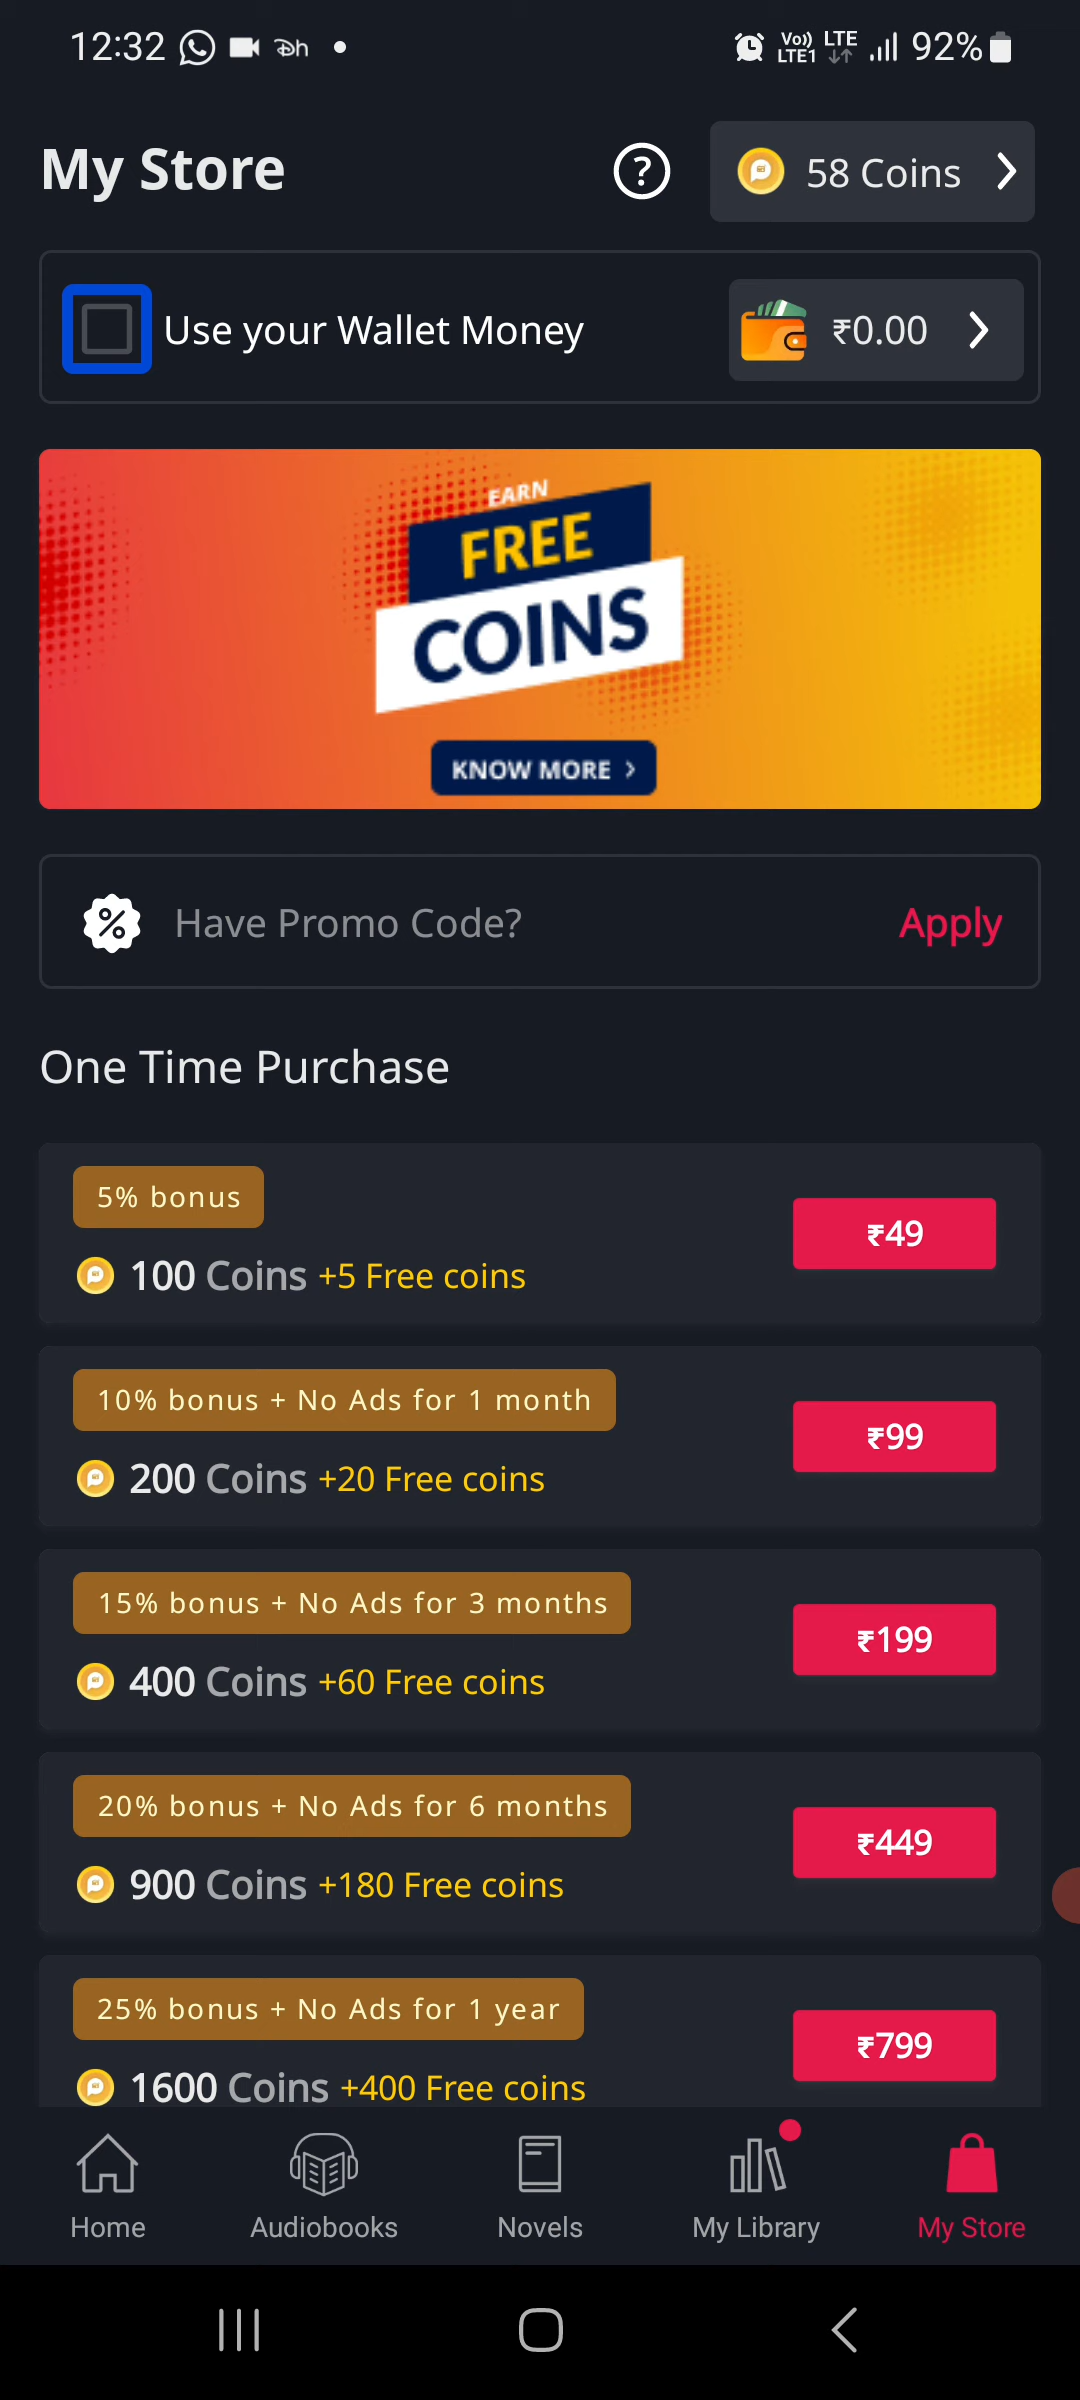 12:32
Vo))
LTE1
LTE
92%
My Store
?
58 Coins
Use your Wallet Money
₹0.00
EARN
FREE
COINS
KNOW MORE >
Have Promo Code?
Apply
One Time Purchase
5% bonus
100 Coins +5 Free coins
₹49
10% bonus + No Ads for 1 month
200 Coins +20 Free coins
₹99
15% bonus + No Ads for 3 months
400 Coins +60 Free coins
₹199
20% bonus + No Ads for 6 months
900 Coins +180 Free coins
₹449
25% bonus + No Ads for 1 year
1600 Coins +400 Free coins
₹799
Home
Audiobooks
Novels
My Library
My Store